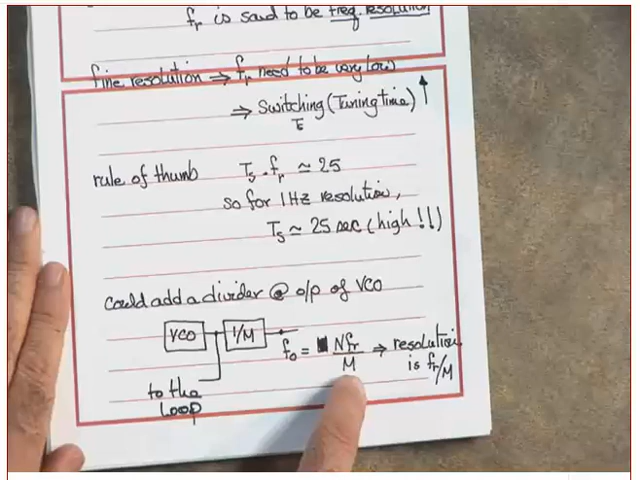 fr is said to be freq. resolution
fine resolution ⇒ fr need to be very low
⇒ Switching (Tuning time) ↑
rule of thumb Ts . fr ≃ 25
so for 1Hz resolution,
Ts ≃ 25 sec (high !!)
could add a divider @ o/p of VCO
VCO 1/M
fo = Nfr/M ⇒ resolution
is fr/M
to the
Loop